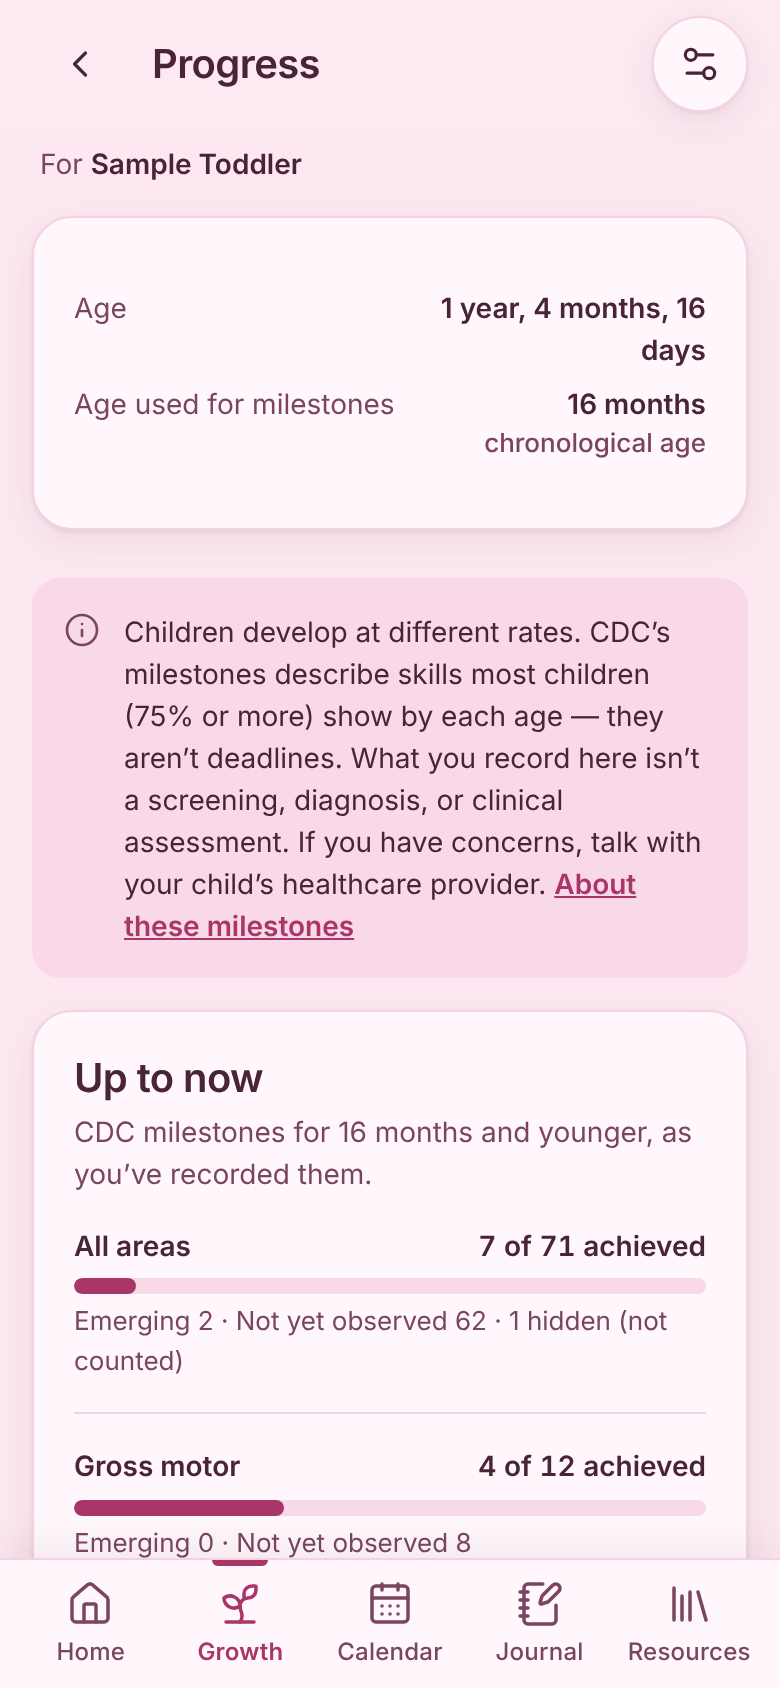 Progress
For Sample Toddler
Age
1 year, 4 months, 16
days
Age used for milestones
16 months
chronological age
Children develop at different rates. CDC’s
milestones describe skills most children
(75% or more) show by each age — they
aren’t deadlines. What you record here isn’t
a screening, diagnosis, or clinical
assessment. If you have concerns, talk with
your child’s healthcare provider. About
these milestones
Up to now
CDC milestones for 16 months and younger, as
you’ve recorded them.
All areas
7 of 71 achieved
Emerging 2 · Not yet observed 62 · 1 hidden (not
counted)
Gross motor
4 of 12 achieved
Emerging 0 · Not yet observed 8
Home
Growth
Calendar
Journal
Resources